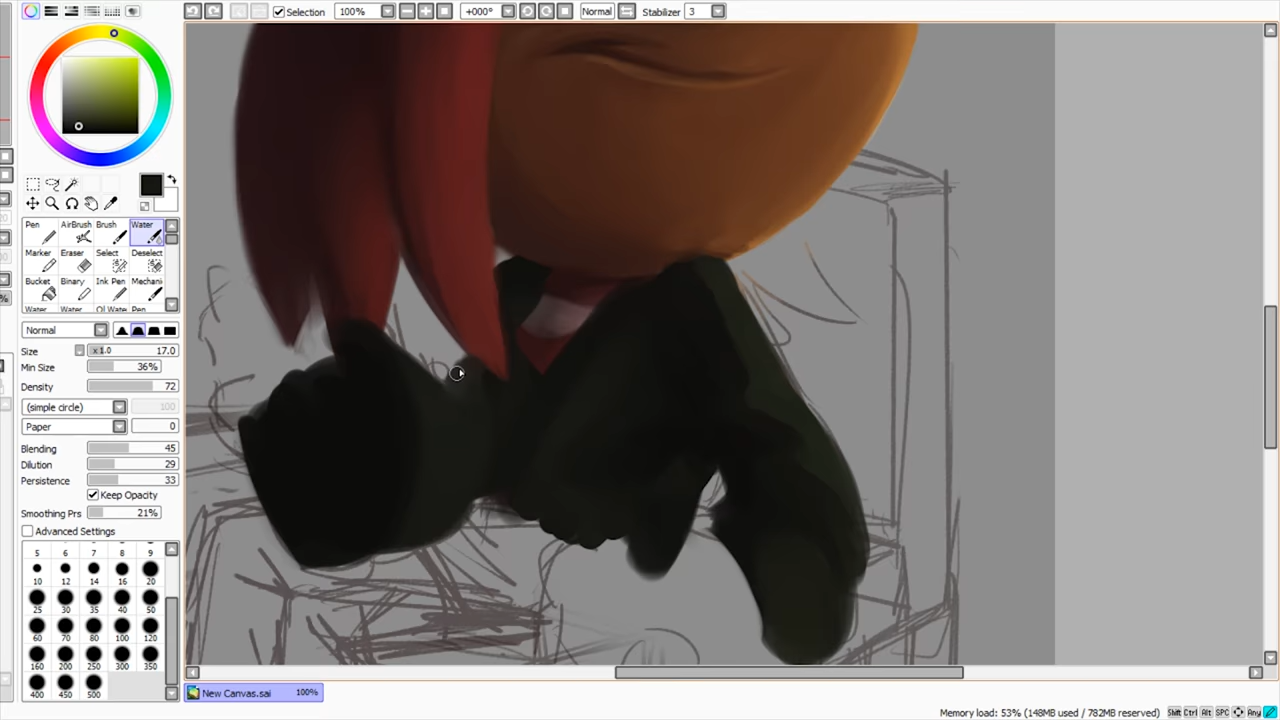 Selection 100% +000° Normal Stabilizer 3
Pen AirBrush Brush Water
Marker Eraser Select Deselect
Bucket Binary Ink Pen Mechani
Water Water Oil Wate Pen
Normal
Size x 1.0 17.0
Min Size 36%
Density 72
(simple circle) 100
Paper 0
Blending 45
Dilution 29
Persistence 33
Keep Opacity
Smoothing Prs 21%
Advanced Settings
5 6 7 8 9
10 12 14 16 20
25 30 35 40 50
60 70 80 100 120
160 200 250 300 350
400 450 500
New Canvas.sai 100%
Memory load: 53% (148MB used / 782MB reserved) Shift Ctrl Alt SPC Any